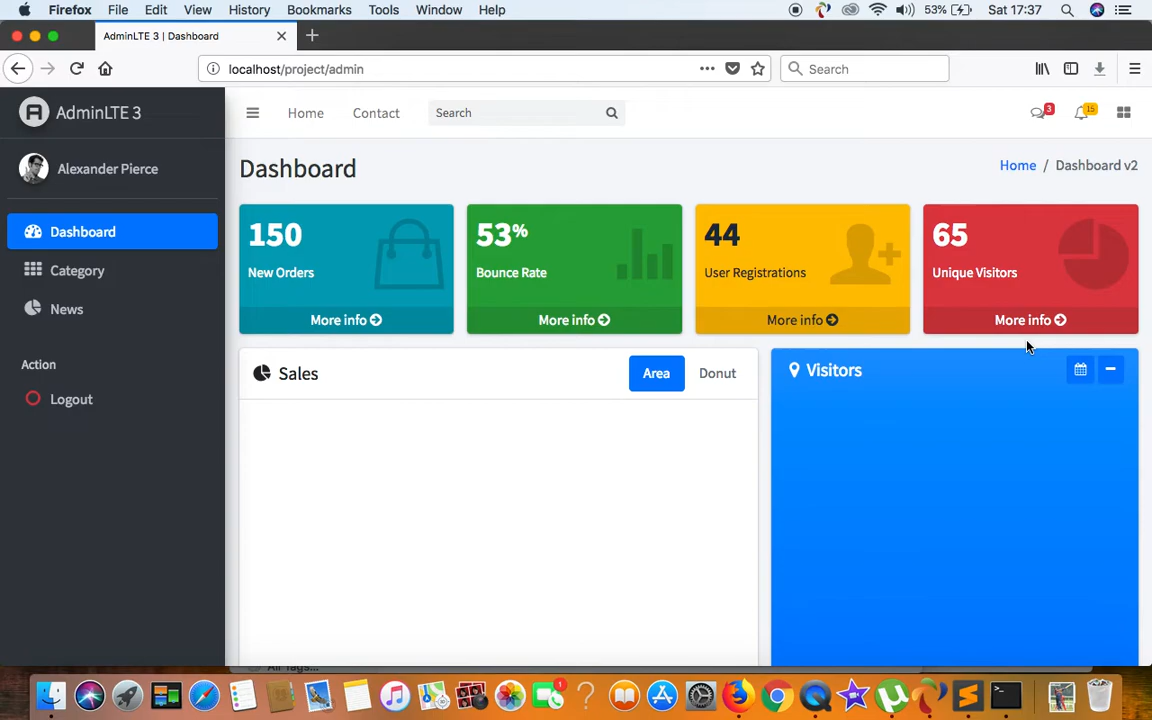 Firefox File Edit View History Bookmarks Tools Window Help 53% Sat 17:37
AdminLTE 3 | Dashboard
localhost/project/admin Search
AdminLTE 3
Home Contact Search 3 15
Alexander Pierce
Dashboard
Category
News
Action
Logout
Dashboard
Home / Dashboard v2
150
New Orders
More info
53%
Bounce Rate
More info
44
User Registrations
More info
65
Unique Visitors
More info
Sales Area Donut
Visitors
All Tags...
1